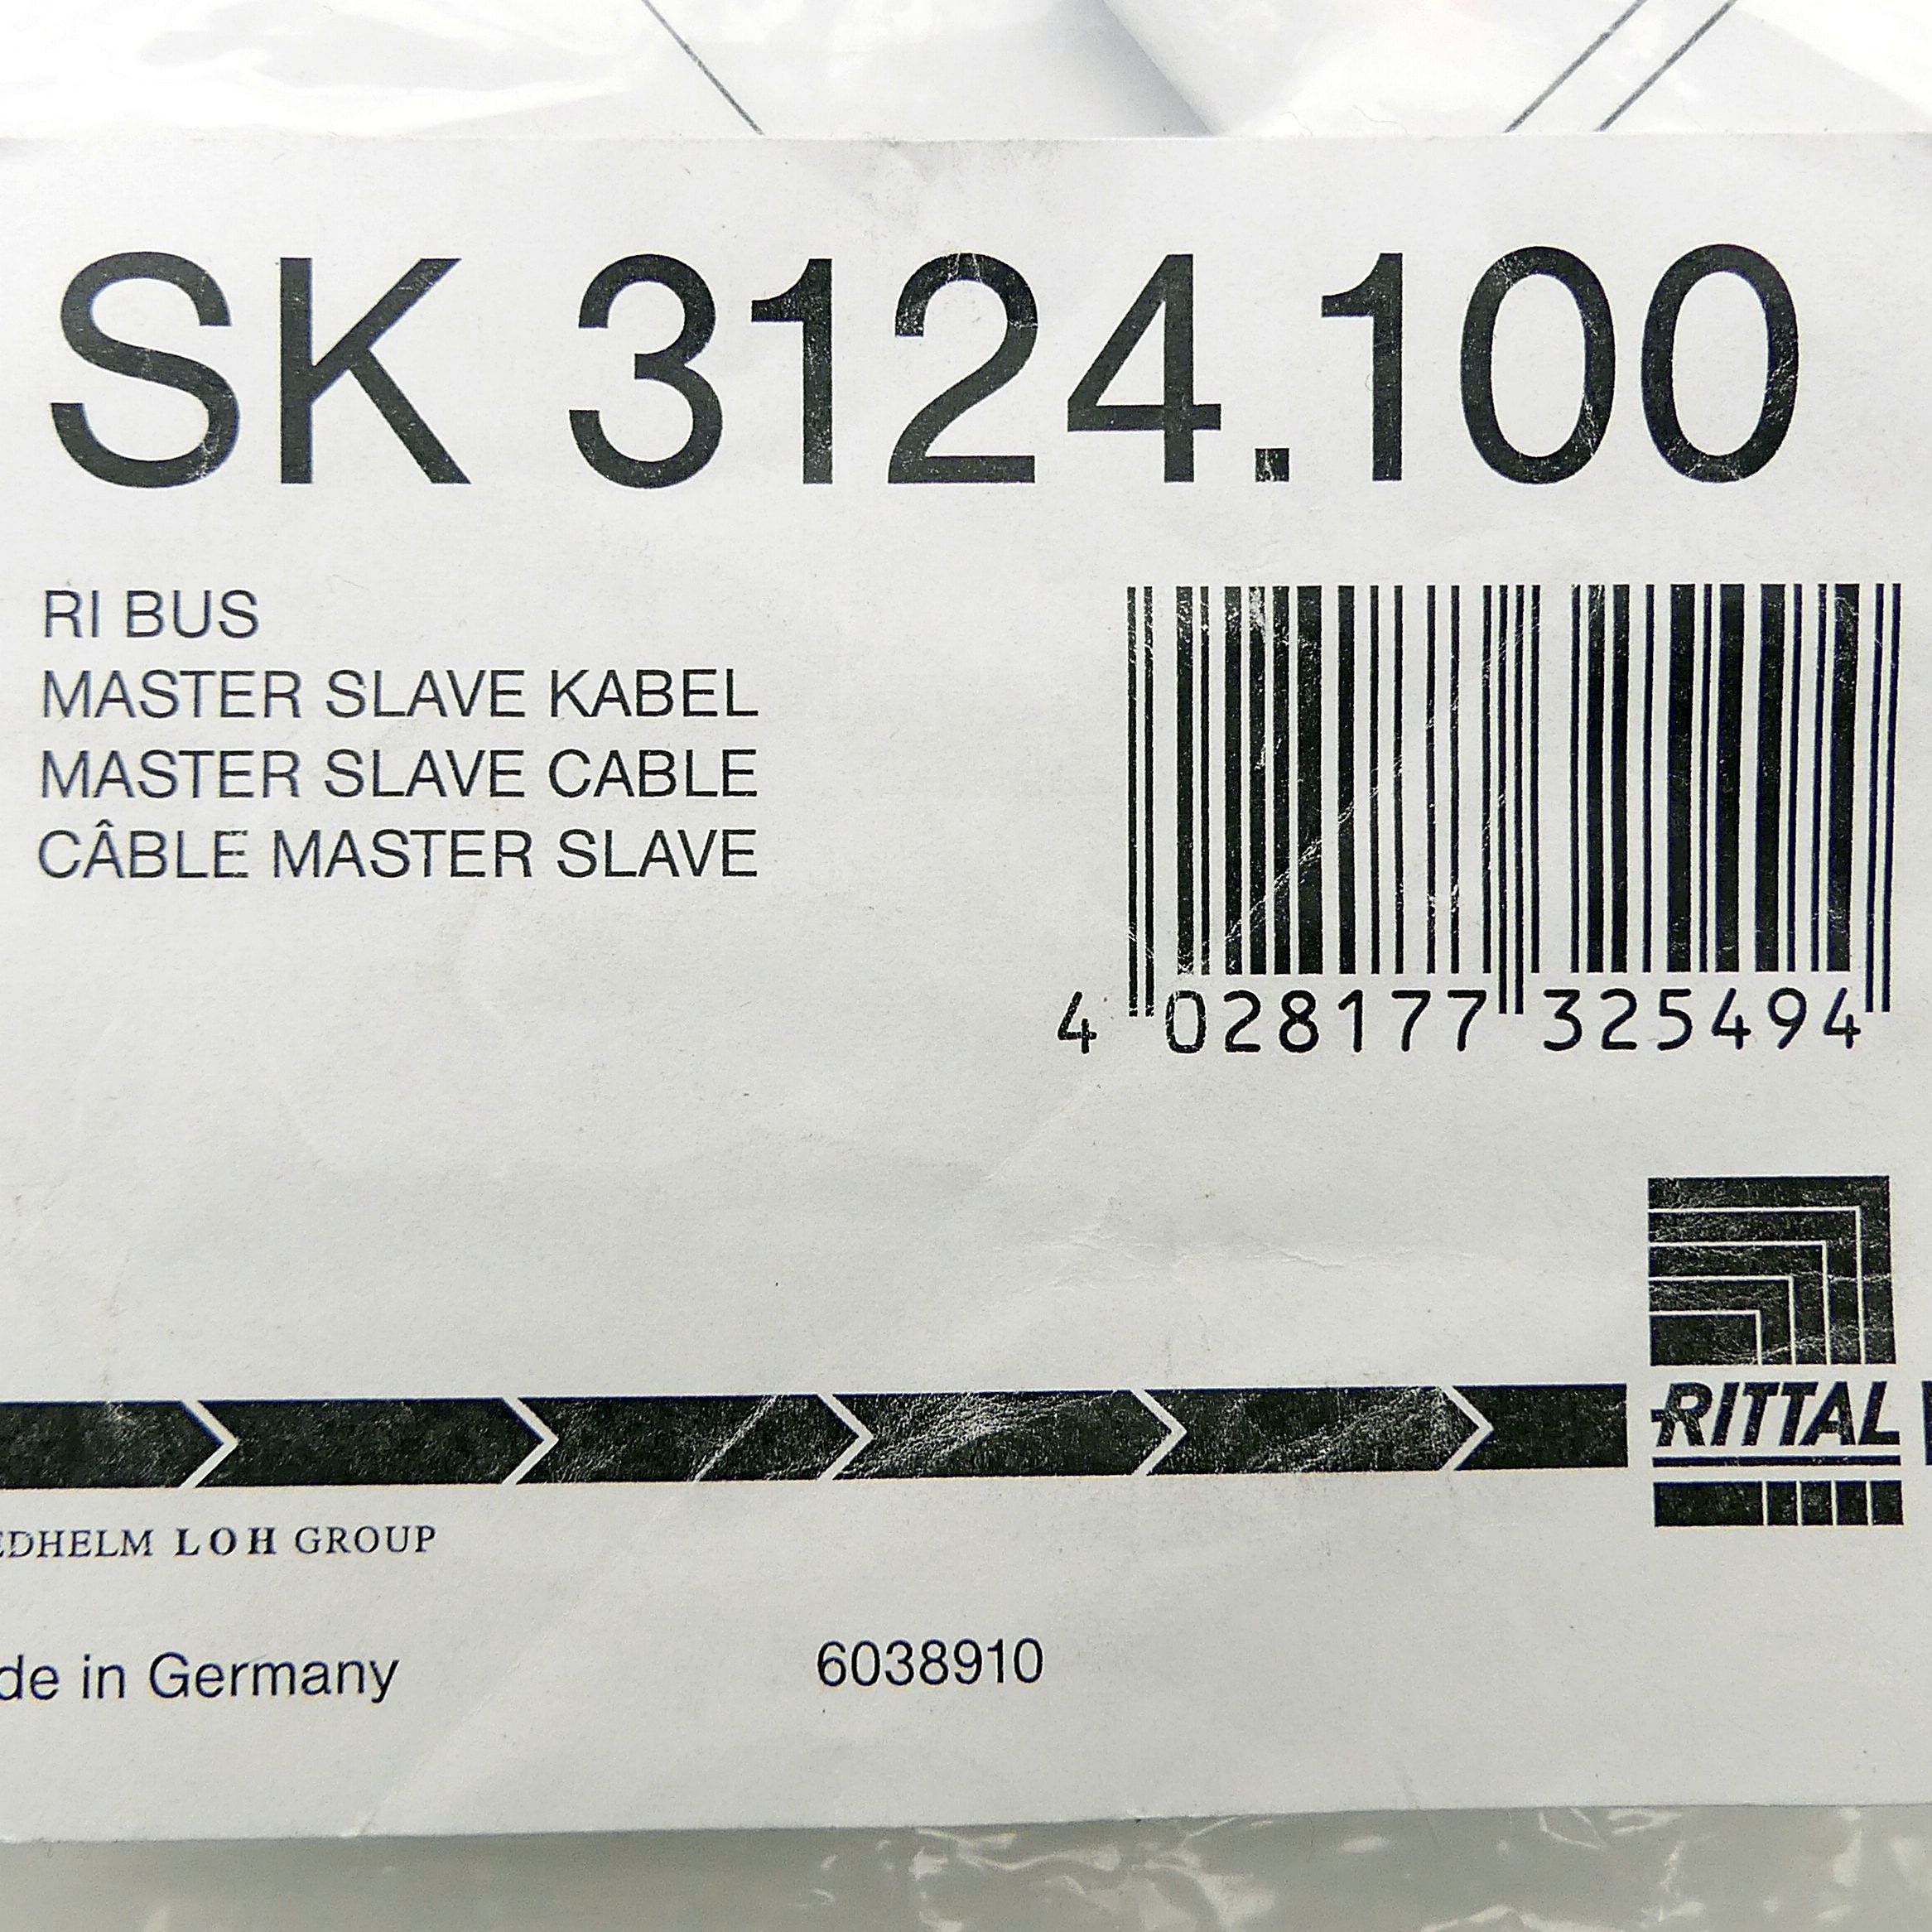 SK 3124.100
RI BUS
MASTER SLAVE KABEL
MASTER SLAVE CABLE
CÂBLE MASTER SLAVE
4 028177 325494
RITTAL
EDHELM LOH GROUP
de in Germany
6038910